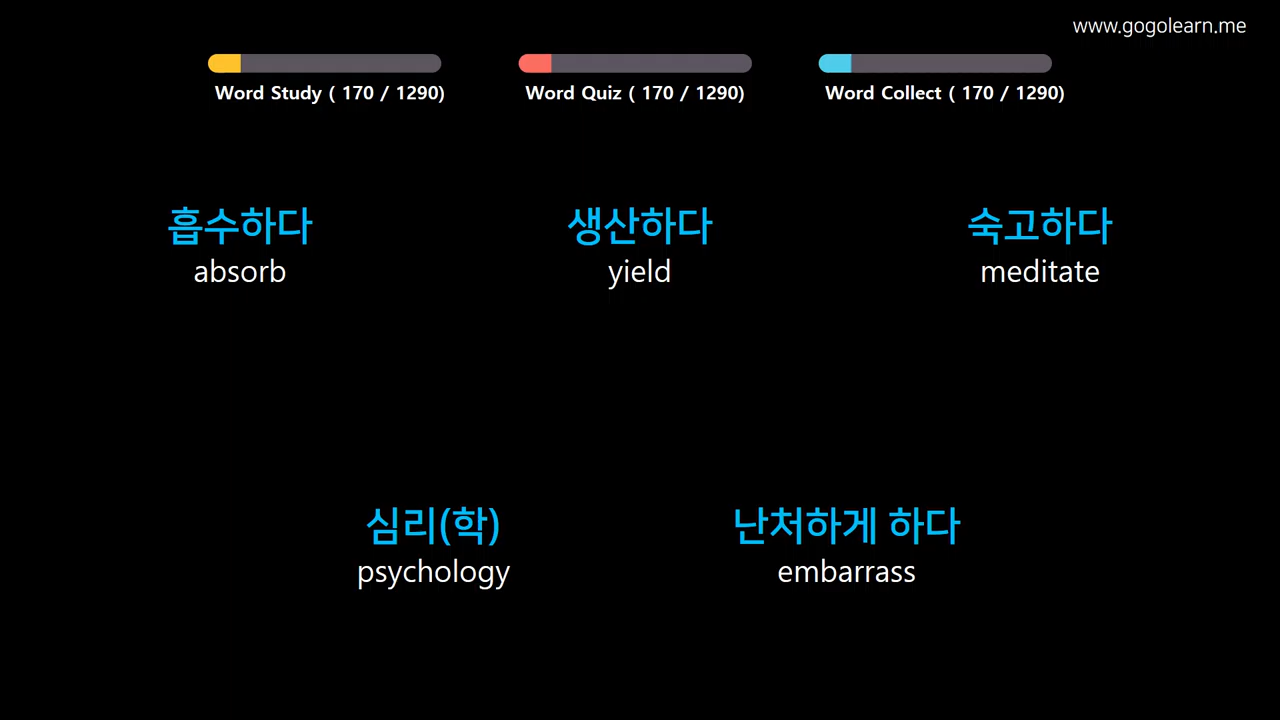 www.gogolearn.me
Word Study ( 170 / 1290)
Word Quiz ( 170 / 1290)
Word Collect ( 170 / 1290)
흡수하다
absorb
생산하다
yield
숙고하다
meditate
심리(학)
psychology
난처하게 하다
embarrass